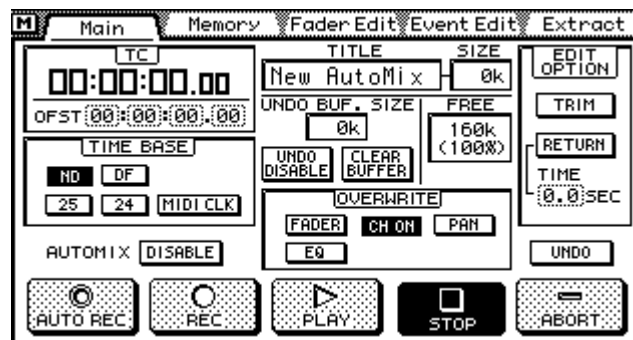 M Main Memory Fader Edit Event Edit Extract
TC
00:00:00.00
OFST 00:00:00.00
TITLE
New AutoMix
SIZE
0k
UNDO BUF. SIZE
0k
FREE
160k
(100%)
UNDO
DISABLE
CLEAR
BUFFER
EDIT
OPTION
TRIM
RETURN
TIME
0.0 SEC
TIME BASE
ND DF
25 24 MIDI CLK
OVERWRITE
FADER CH ON PAN
EQ
AUTOMIX DISABLE
UNDO
AUTO REC
REC
PLAY
STOP
ABORT